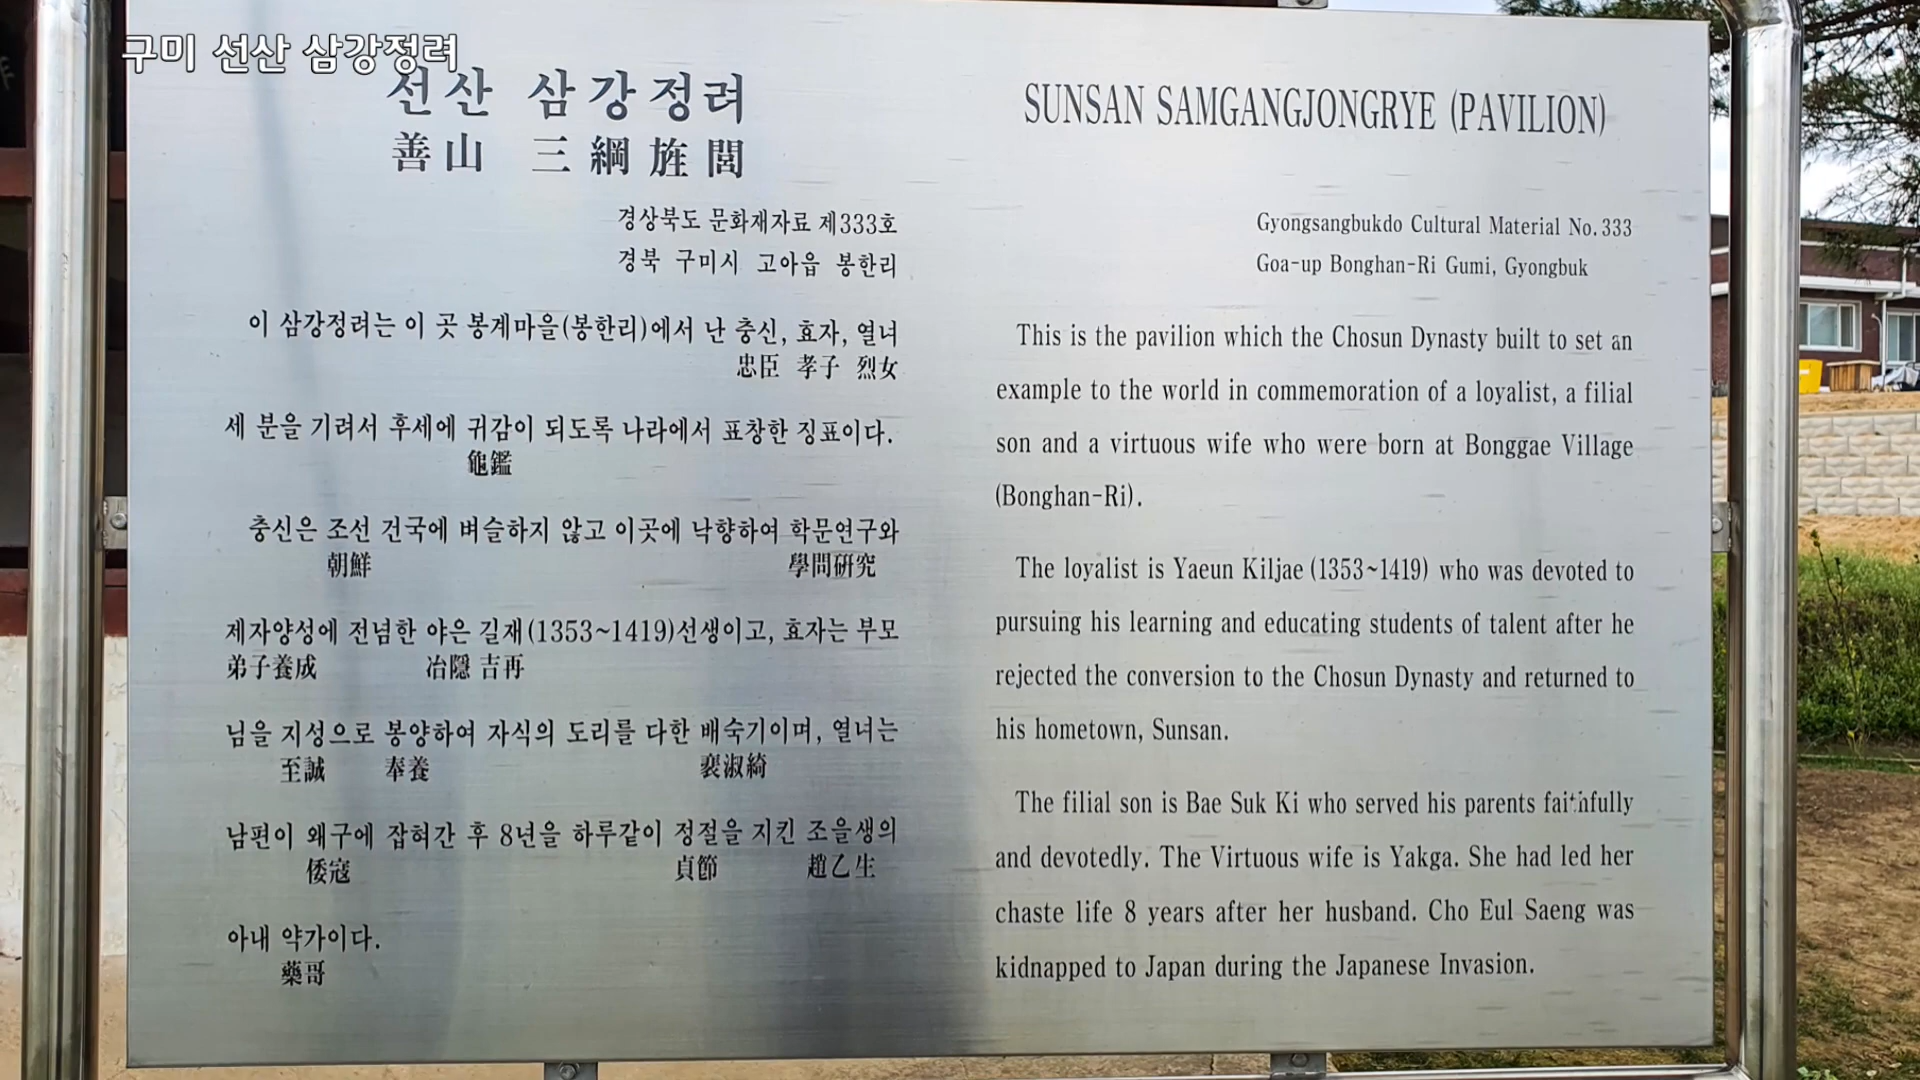 구미 선산 삼강정려
선산 삼강정려
善山 三綱旌閭
경상북도 문화재자료 제333호
경북 구미시 고아읍 봉한리
이 삼강정려는 이 곳 봉계마을(봉한리)에서 난 충신, 효자, 열녀
忠臣 孝子 烈女
세 분을 기려서 후세에 귀감이 되도록 나라에서 표창한 징표이다.
龜鑑
충신은 조선 건국에 벼슬하지 않고 이곳에 낙향하여 학문연구와
朝鮮 學問硏究
제자양성에 전념한 야은 길재(1353~1419)선생이고, 효자는 부모
弟子養成 冶隱 吉再
님을 지성으로 봉양하여 자식의 도리를 다한 배숙기이며, 열녀는
至誠 奉養 裵淑綺
남편이 왜구에 잡혀간 후 8년을 하루같이 정절을 지킨 조을생의
倭寇 貞節 趙乙生
아내 약가이다.
藥哥
SUNSAN SAMGANGJONGRYE (PAVILION)
Gyongsangbukdo Cultural Material No.333
Goa-up Bonghan-Ri Gumi, Gyongbuk
This is the pavilion which the Chosun Dynasty built to set an
example to the world in commemoration of a loyalist, a filial
son and a virtuous wife who were born at Bonggae Village
(Bonghan-Ri).
The loyalist is Yaeun Kiljae (1353~1419) who was devoted to
pursuing his learning and educating students of talent after he
rejected the conversion to the Chosun Dynasty and returned to
his hometown, Sunsan.
The filial son is Bae Suk Ki who served his parents faithfully
and devotedly. The Virtuous wife is Yakga. She had led her
chaste life 8 years after her husband. Cho Eul Saeng was
kidnapped to Japan during the Japanese Invasion.